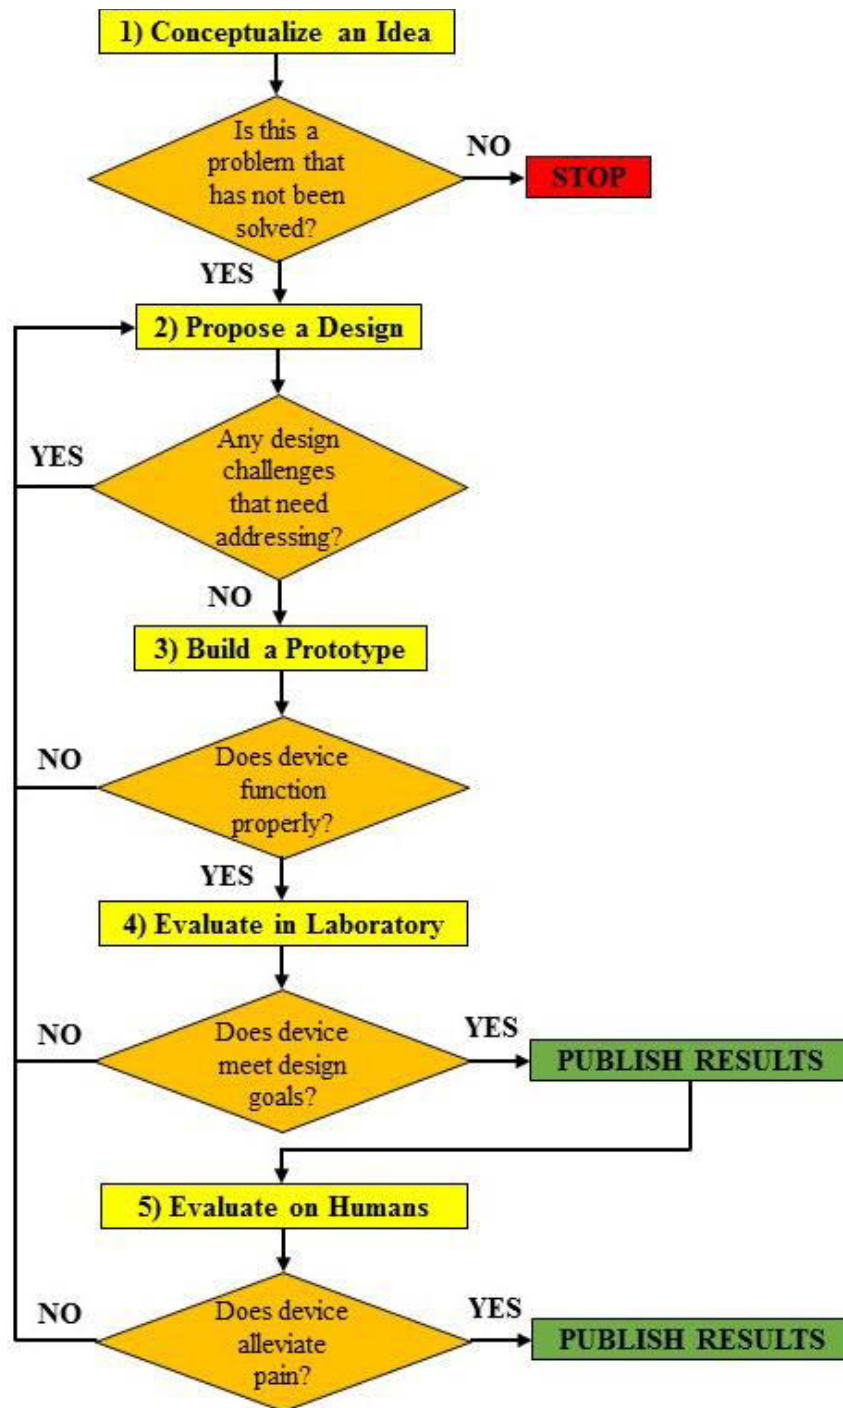 1) Conceptualize an Idea
Is this a
problem that
has not been
solved?
NO
STOP
YES
2) Propose a Design
Any design
challenges
that need
addressing?
YES
NO
3) Build a Prototype
Does device
function
properly?
NO
YES
4) Evaluate in Laboratory
Does device
meet design
goals?
NO
YES
PUBLISH RESULTS
5) Evaluate on Humans
Does device
alleviate
pain?
NO
YES
PUBLISH RESULTS